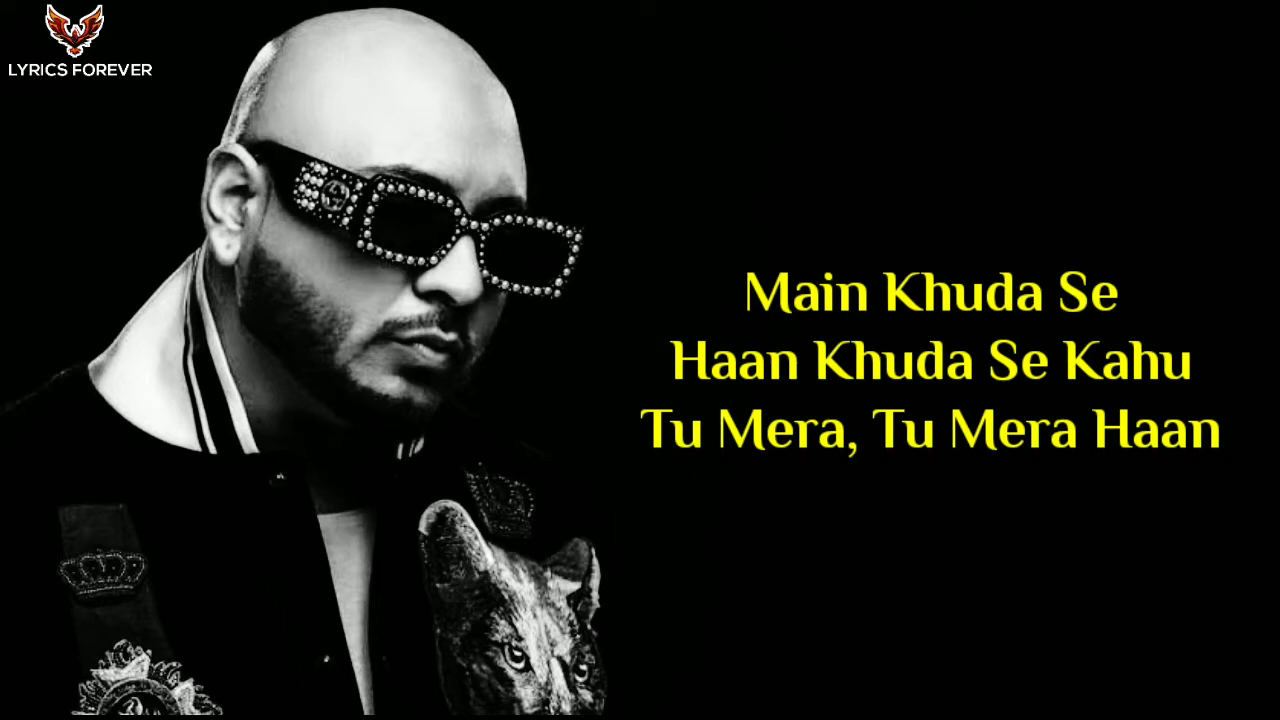 LYRICS FOREVER
Main Khuda Se
Haan Khuda Se Kahu
Tu Mera, Tu Mera Haan